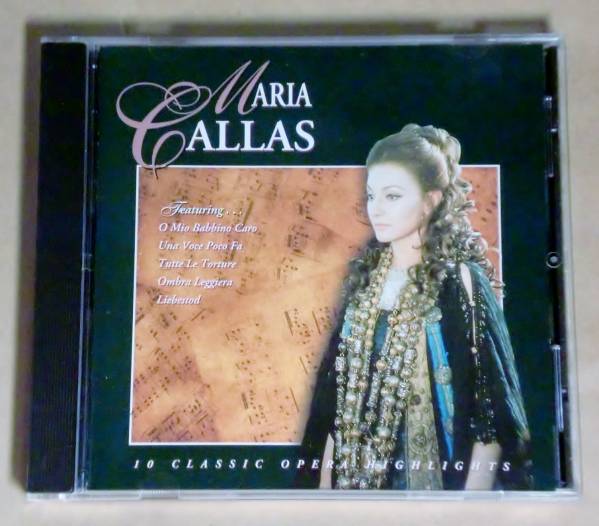 MARIA
CALLAS
Featuring...
O Mio Babbino Caro
Una Voce Poco Fa
Tutte Le Torture
Ombra Leggiera
Liebestod
10 CLASSIC OPERA HIGHLIGHTS